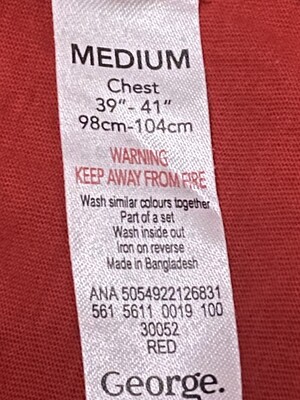 MEDIUM
Chest
39"- 41"
98cm-104cm
WARNING
KEEP AWAY FROM FIRE
Wash similar colours together
Part of a set
Wash inside out
Iron on reverse
Made in Bangladesh
ANA 5054922126831
561 5611 0019 100
30052
RED
George.